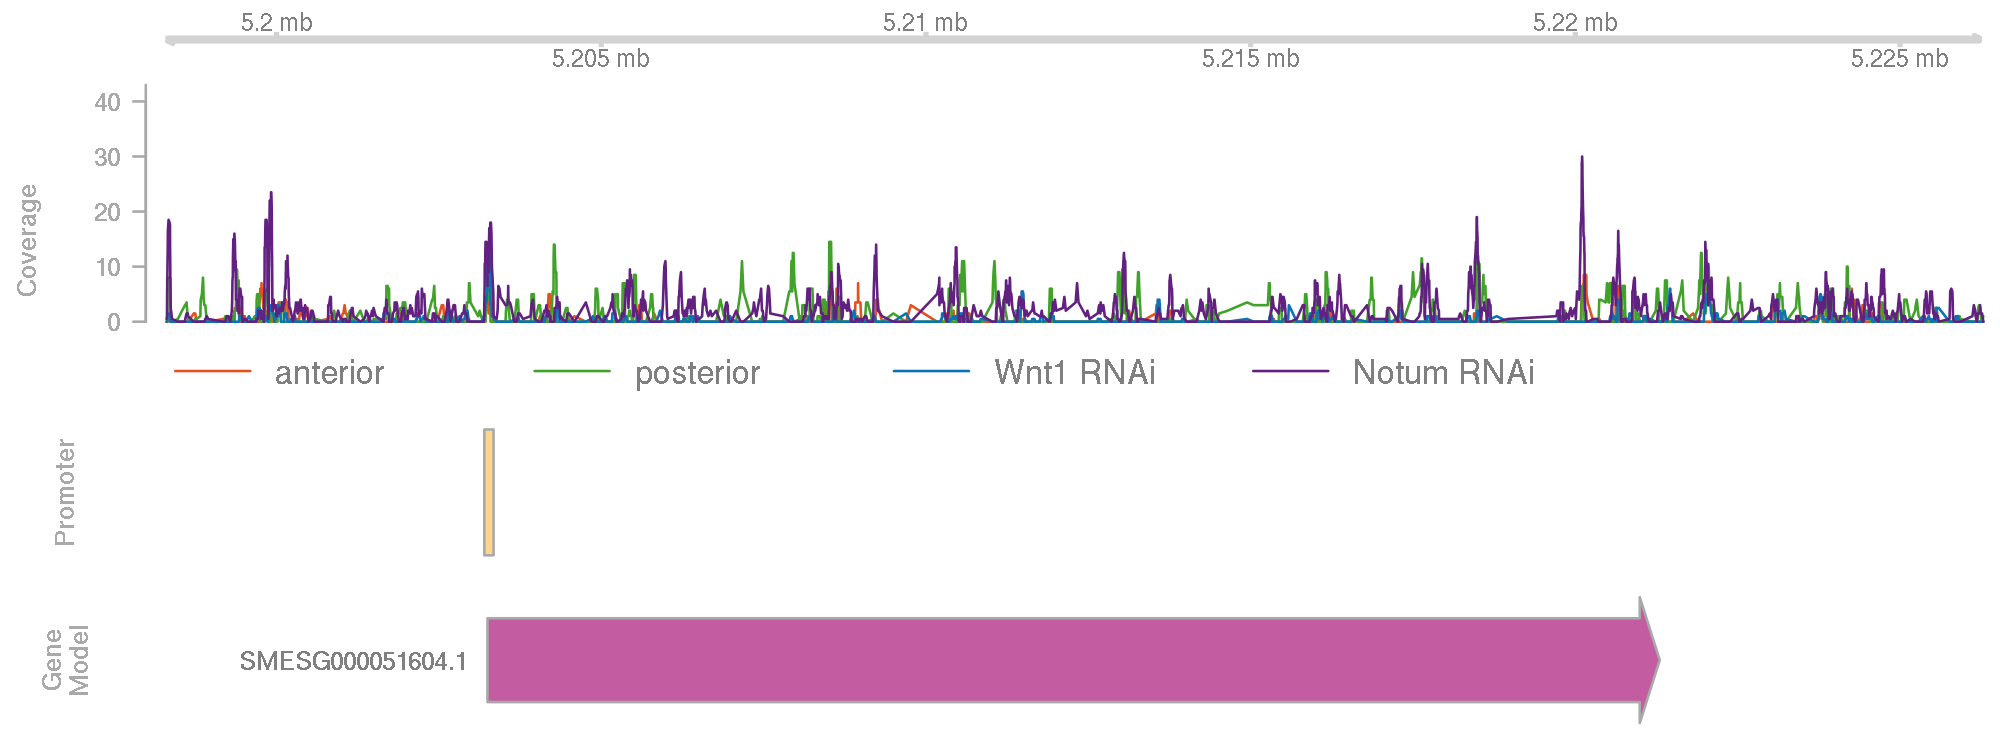 5.2 mb 5.21 mb 5.22 mb
5.205 mb 5.215 mb 5.225 mb
Coverage
40
30
20
10
0
anterior posterior Wnt1 RNAi Notum RNAi
Promoter
Gene
Model
SMESG000051604.1